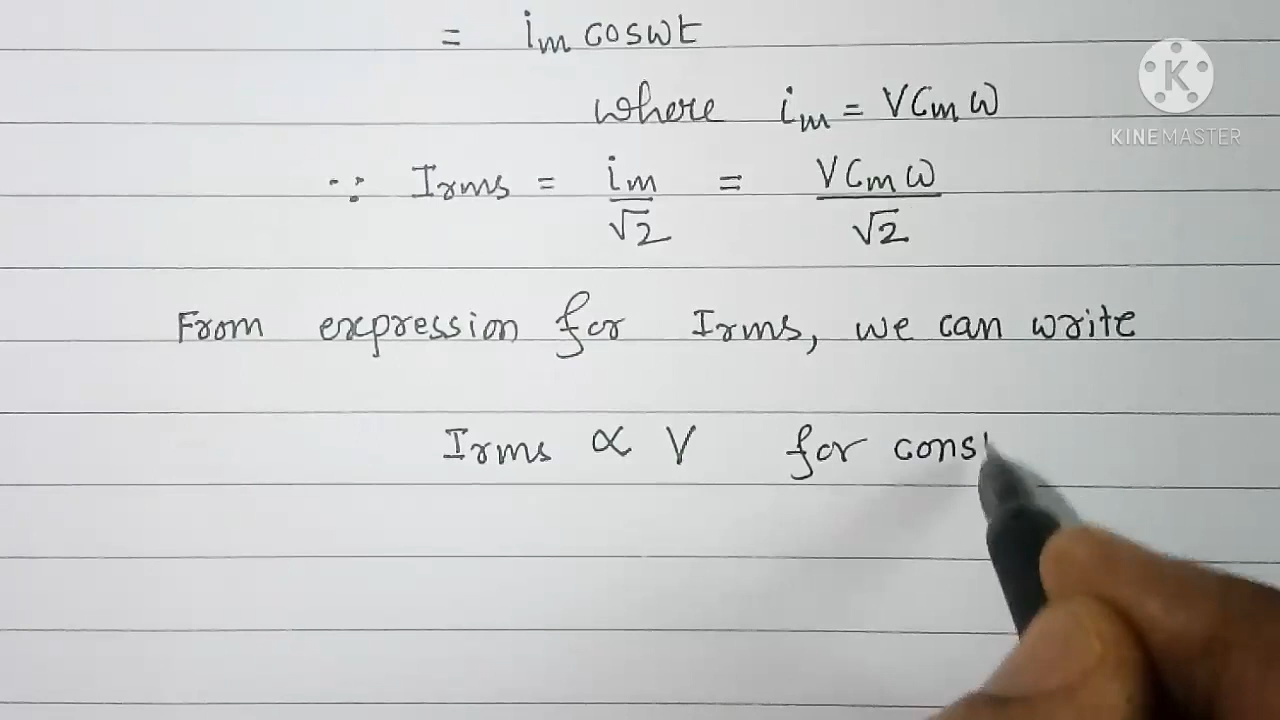 = im cosωt
where im = VCmω
K
KINEMASTER
∵ Irms = im/√2 = VCmω/√2
From expression for Irms, we can write
Irms ∝ V for cons